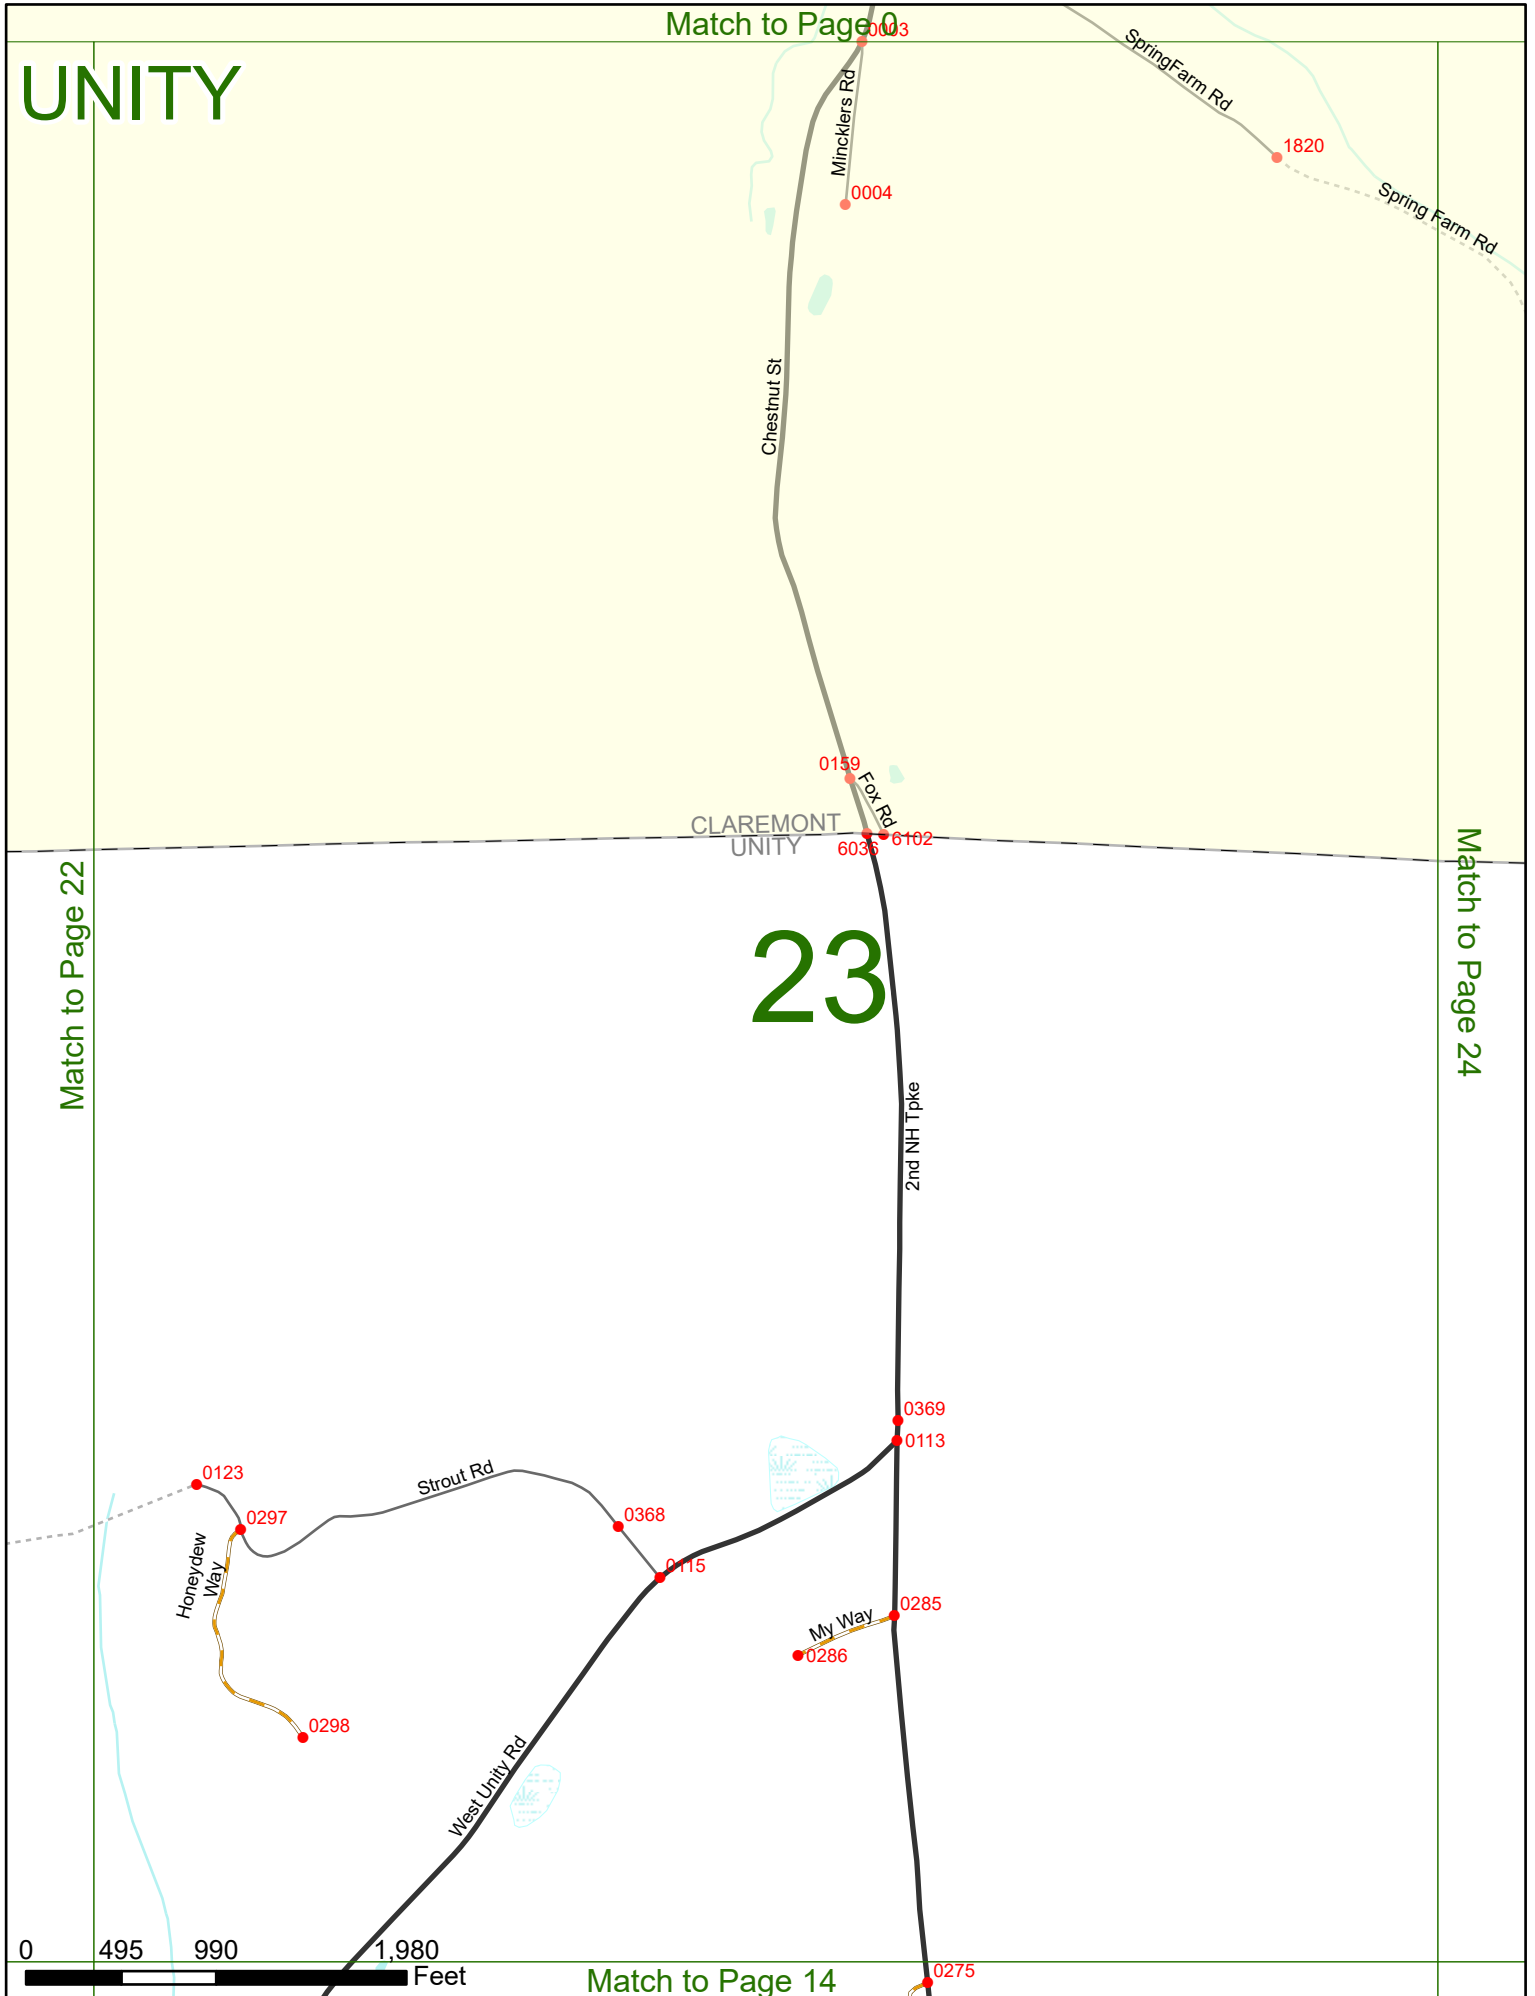 Match to Page 0
0003
UNITY
SpringFarm Rd
Mincklers Rd
1820
0004
Spring Farm Rd
Chestnut St
0159
Fox Rd
CLAREMONT
UNITY
6036
6102
Match to Page 22
Match to Page 24
23
2nd NH Tpke
0369
0113
0123
Strout Rd
0297
0368
Honeydew
Way
0115
0285
My Way
0286
0298
West Unity Rd
0 495 990 1,980
Feet
Match to Page 14
0275